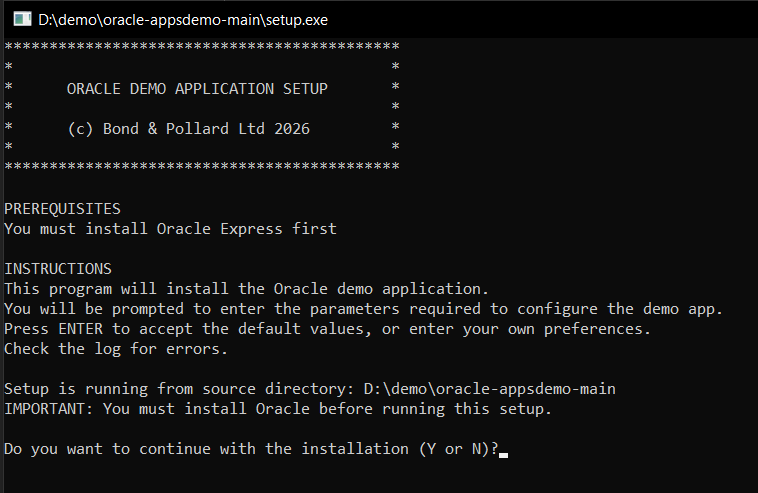 D:\demo\oracle-appsdemo-main\setup.exe
********************************************
*                                          *
*      ORACLE DEMO APPLICATION SETUP       *
*                                          *
*      (c) Bond & Pollard Ltd 2026         *
*                                          *
********************************************
PREREQUISITES
You must install Oracle Express first
INSTRUCTIONS
This program will install the Oracle demo application.
You will be prompted to enter the parameters required to configure the demo app.
Press ENTER to accept the default values, or enter your own preferences.
Check the log for errors.
Setup is running from source directory: D:\demo\oracle-appsdemo-main
IMPORTANT: You must install Oracle before running this setup.
Do you want to continue with the installation (Y or N)?